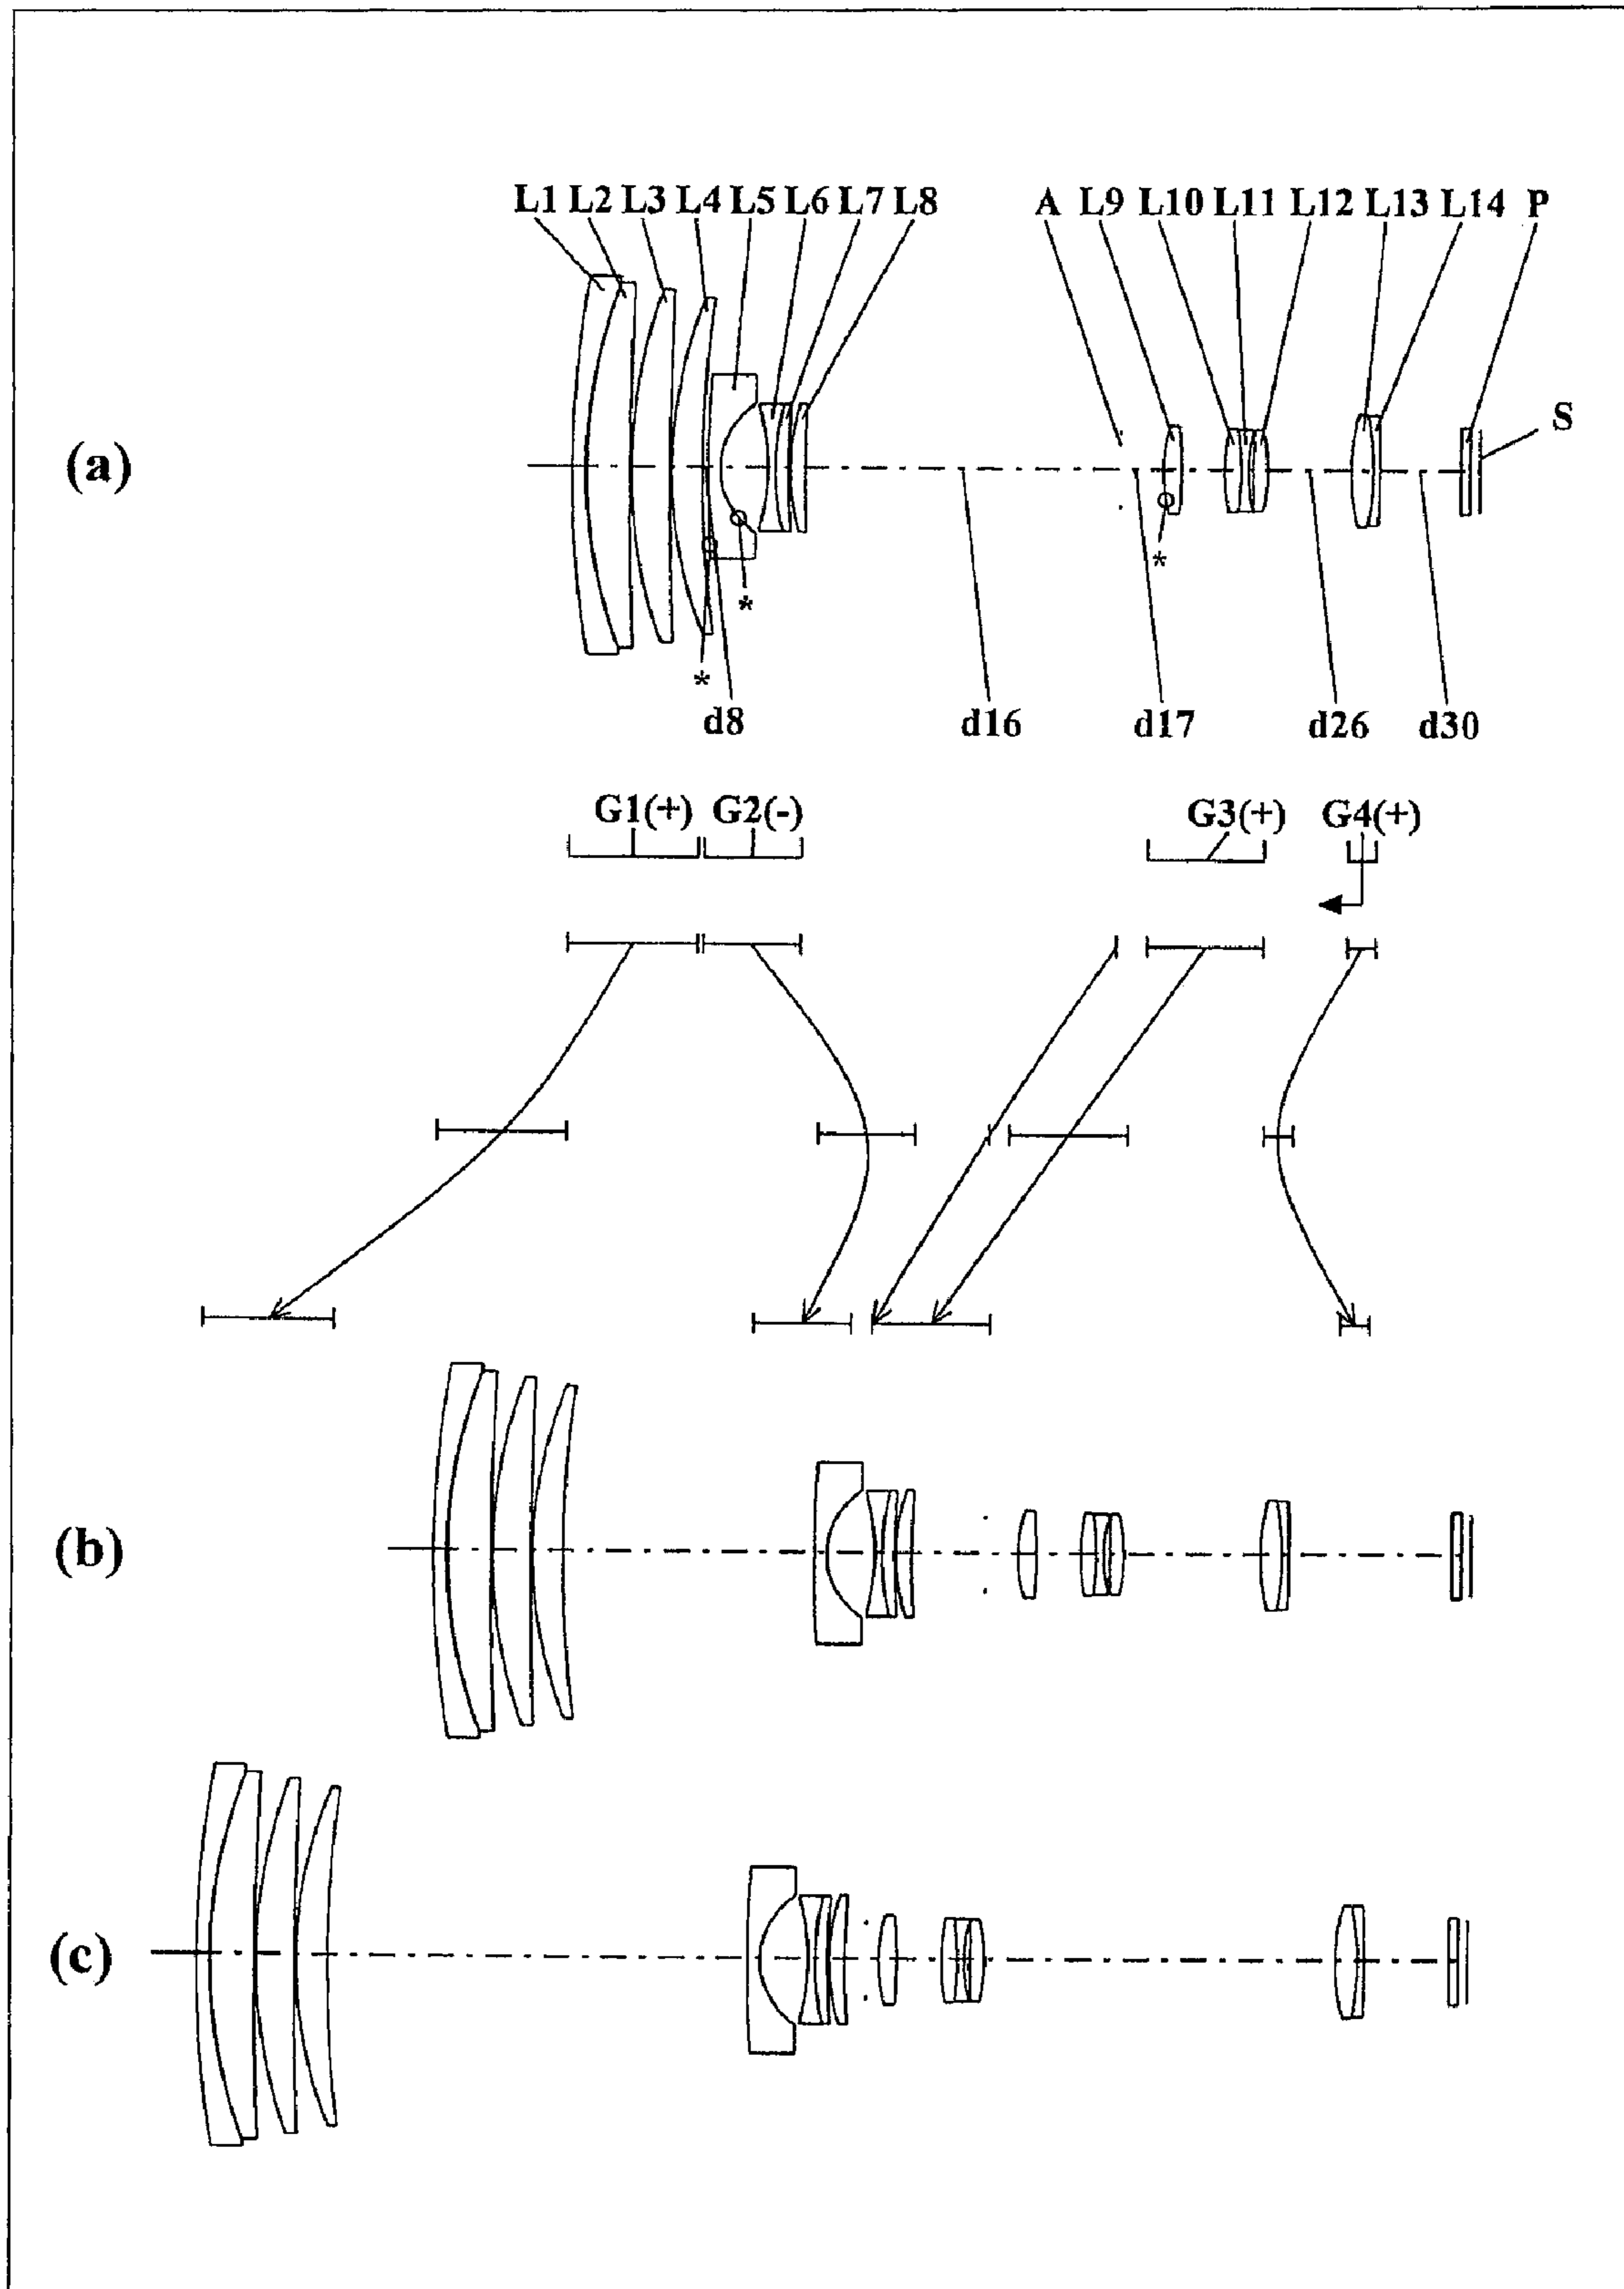 L1 L2 L3 L4 L5 L6 L7 L8 A L9 L10 L11 L12 L13 L14 P
S
(a)
*
*
*
d8 d16 d17 d26 d30
G1(+) G2(-) G3(+) G4(+)
(b)
(c)